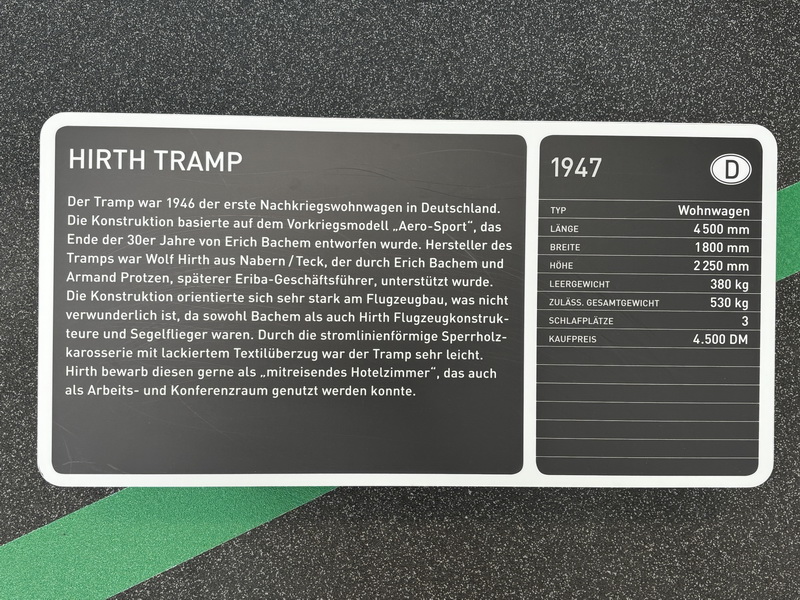 HIRTH TRAMP
Der Tramp war 1946 der erste Nachkriegswohnwagen in Deutschland.
Die Konstruktion basierte auf dem Vorkriegsmodell „Aero-Sport“, das
Ende der 30er Jahre von Erich Bachem entworfen wurde. Hersteller des
Tramps war Wolf Hirth aus Nabern / Teck, der durch Erich Bachem und
Armand Protzen, späterer Eriba-Geschäftsführer, unterstützt wurde.
Die Konstruktion orientierte sich sehr stark am Flugzeugbau, was nicht
verwunderlich ist, da sowohl Bachem als auch Hirth Flugzeugkonstruk-
teure und Segelflieger waren. Durch die stromlinienförmige Sperrholz-
karosserie mit lackiertem Textilüberzug war der Tramp sehr leicht.
Hirth bewarb diesen gerne als „mitreisendes Hotelzimmer“, das auch
als Arbeits- und Konferenzraum genutzt werden konnte.
1947 D
TYP Wohnwagen
LÄNGE 4 500 mm
BREITE 1 800 mm
HÖHE 2 250 mm
LEERGEWICHT 380 kg
ZULÄSS. GESAMTGEWICHT 530 kg
SCHLAFPLÄTZE 3
KAUFPREIS 4.500 DM